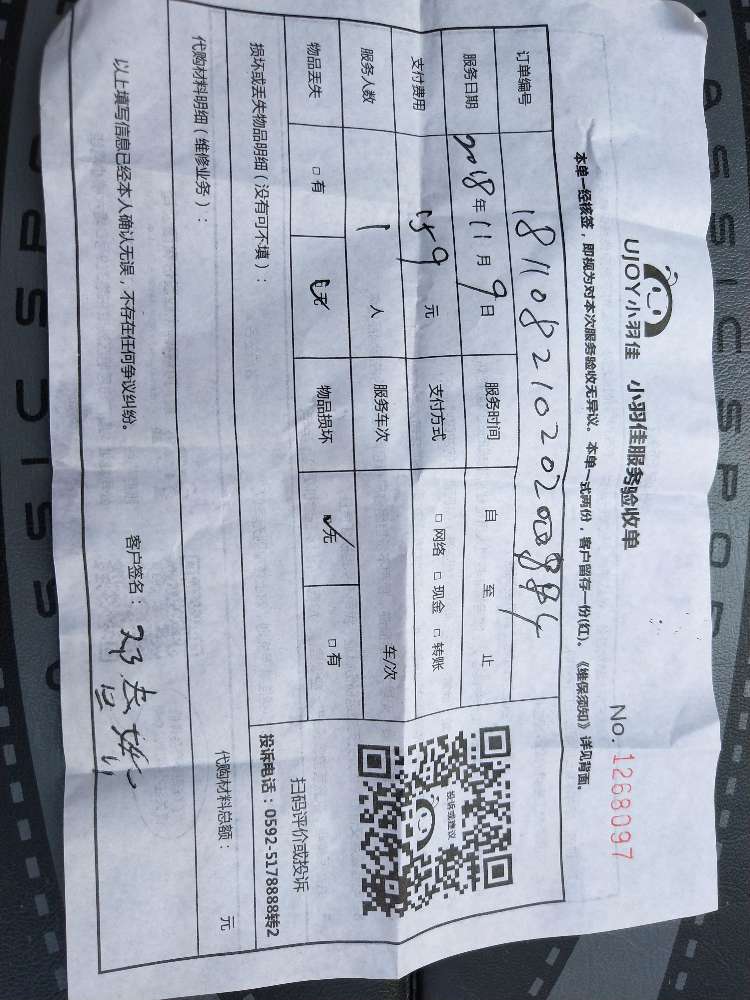 UJOY小羽佳 小羽佳服务验收单
No. 1268097
本单一经核签，即视为对本次服务验收无异议。本单一式两份，客户留存一份(红)。《维保须知》详见背面。
订单编号 18110821020200884
服务日期 2018年11月9日 服务时间 自 至 止
支付费用 159元 支付方式 □网络 □现金 □转账
服务人数 1人 服务车次 车/次
物品丢失 □有 ☑无 物品损坏 ☑无 □有
投诉或建议
扫码评价或投诉
投诉电话：0592-5178888转2
损坏或丢失物品明细（没有可不填）：
代购材料明细（维修业务）：
代购材料总额： 元
以上填写信息已经本人确认无误，不存在任何争议纠纷。
客户签名：
CLASSIC SPORT